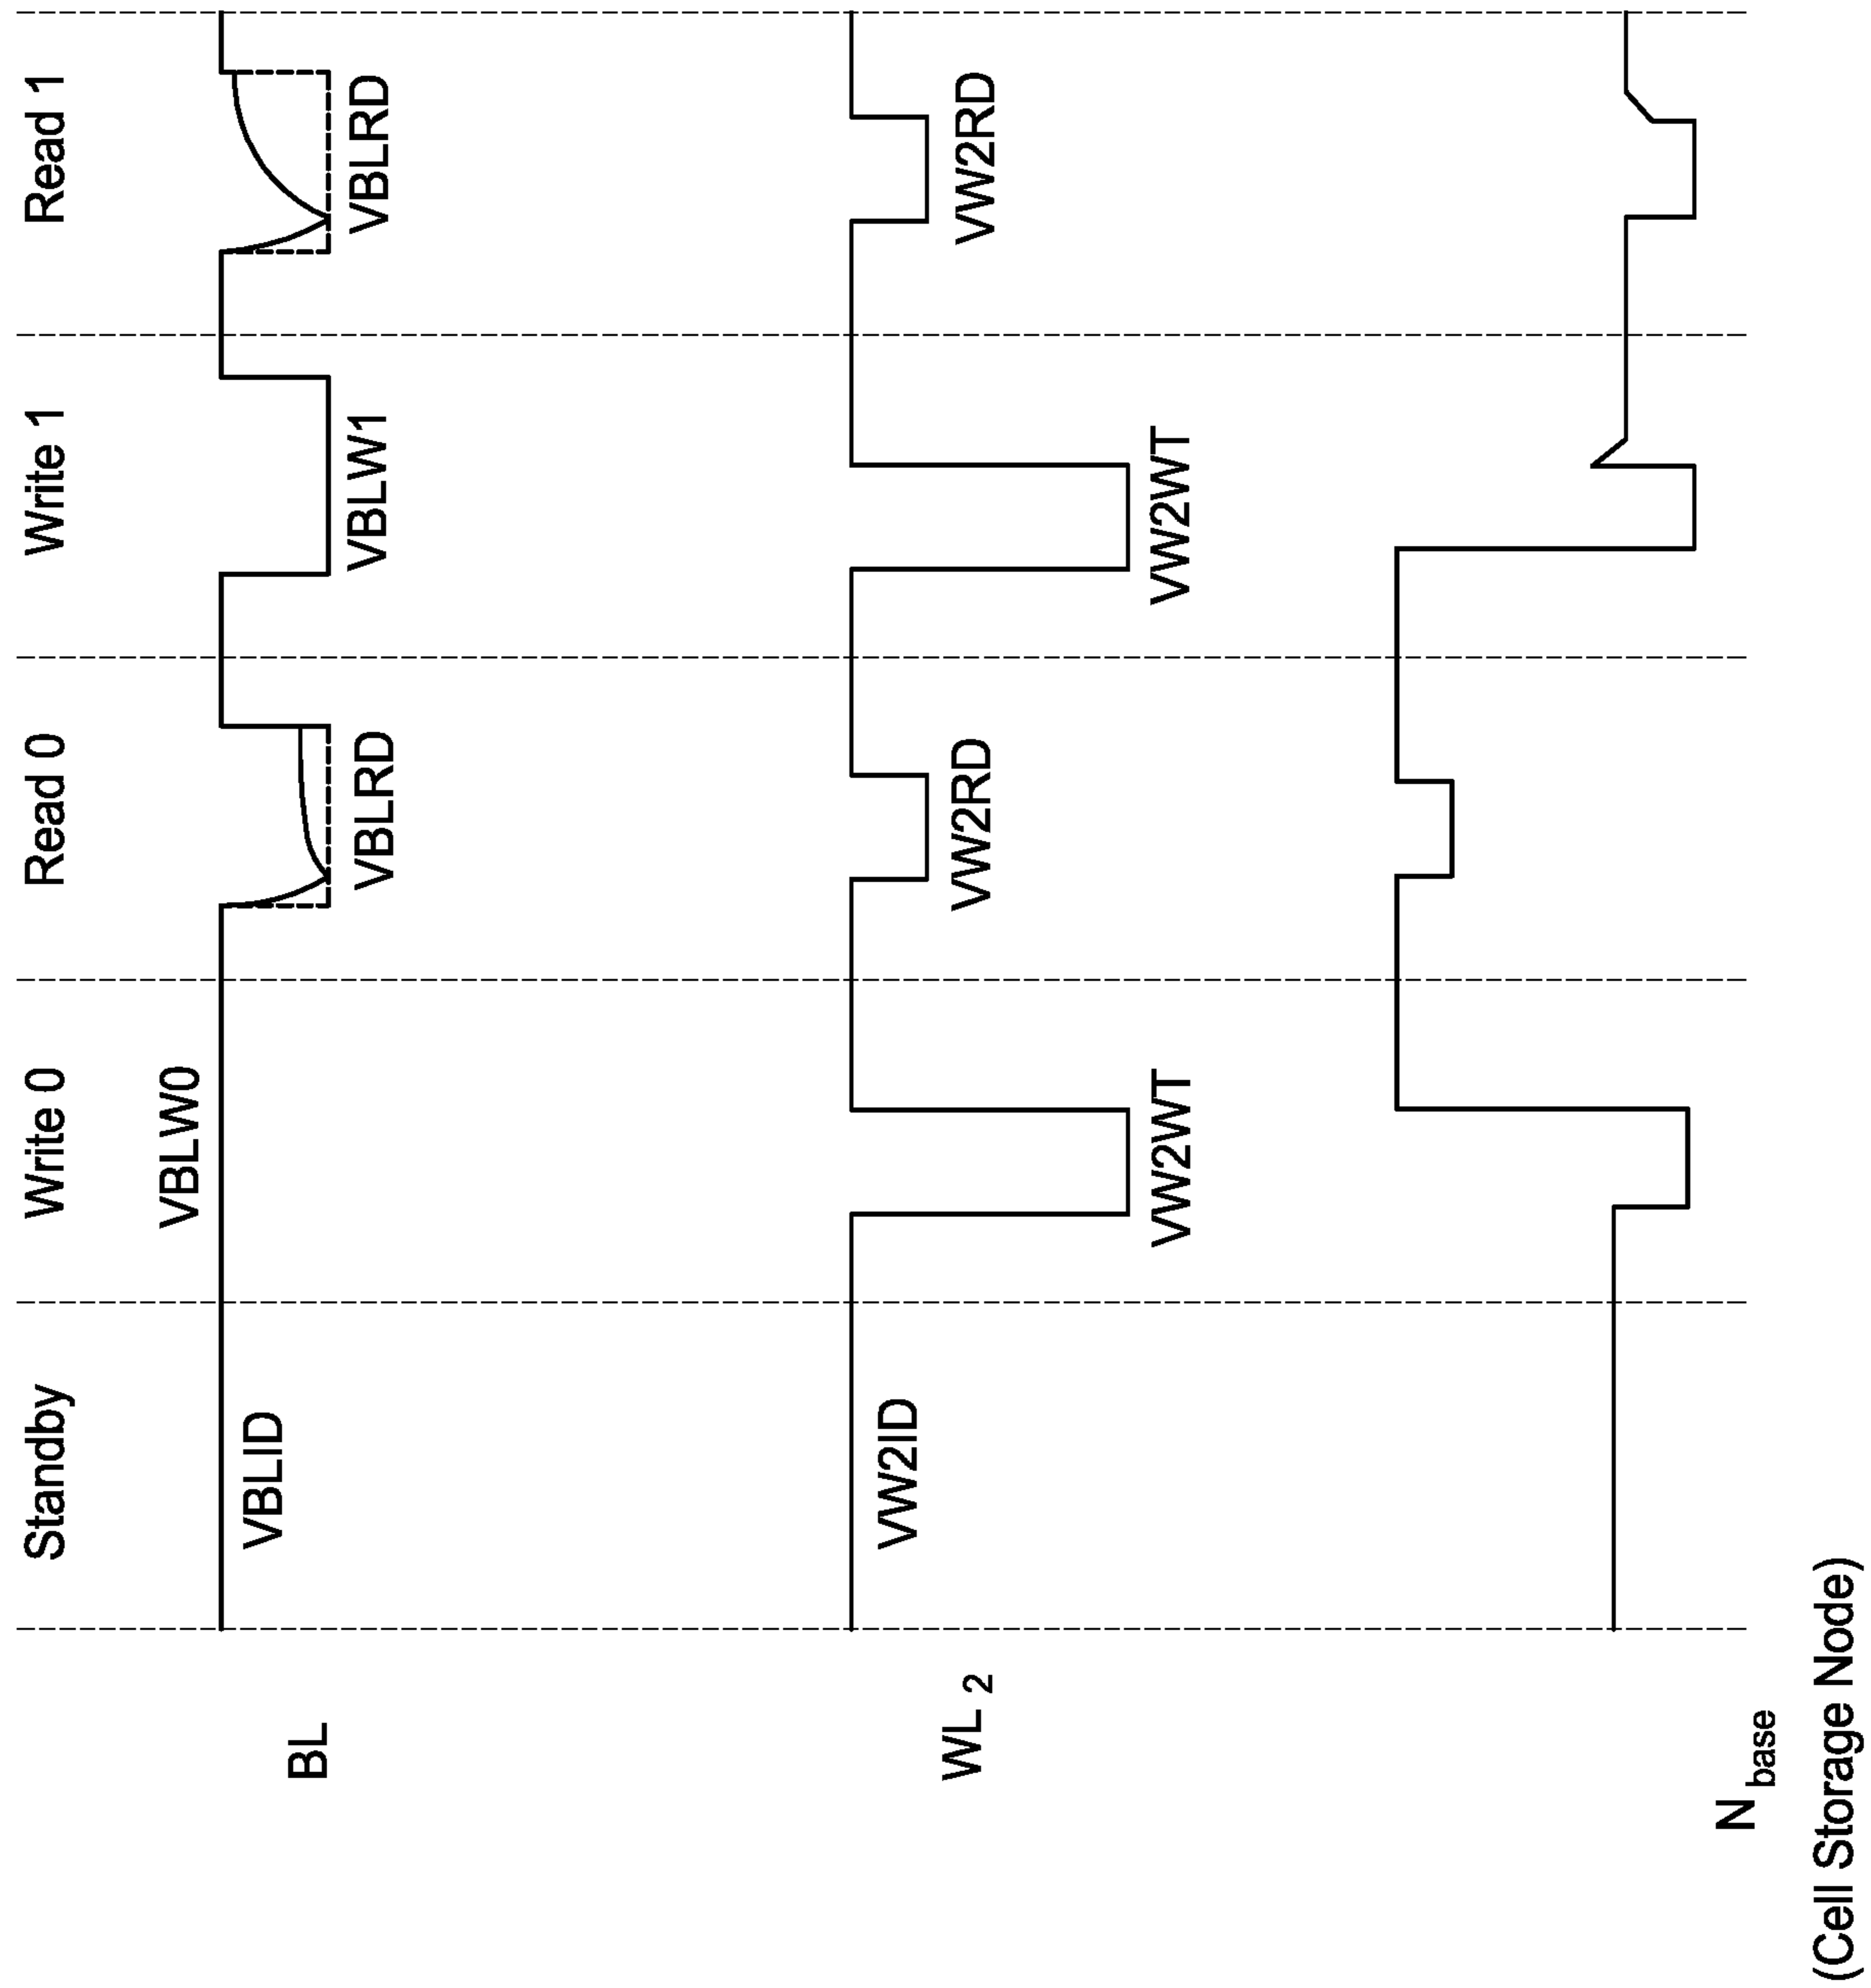 Standby
Write 0
Read 0
Write 1
Read 1
BL
VBLID
VBLW0
VBLRD
VBLW1
VBLRD
WL 2
VW2ID
VW2WT
VW2RD
VW2WT
VW2RD
N base
(Cell Storage Node)